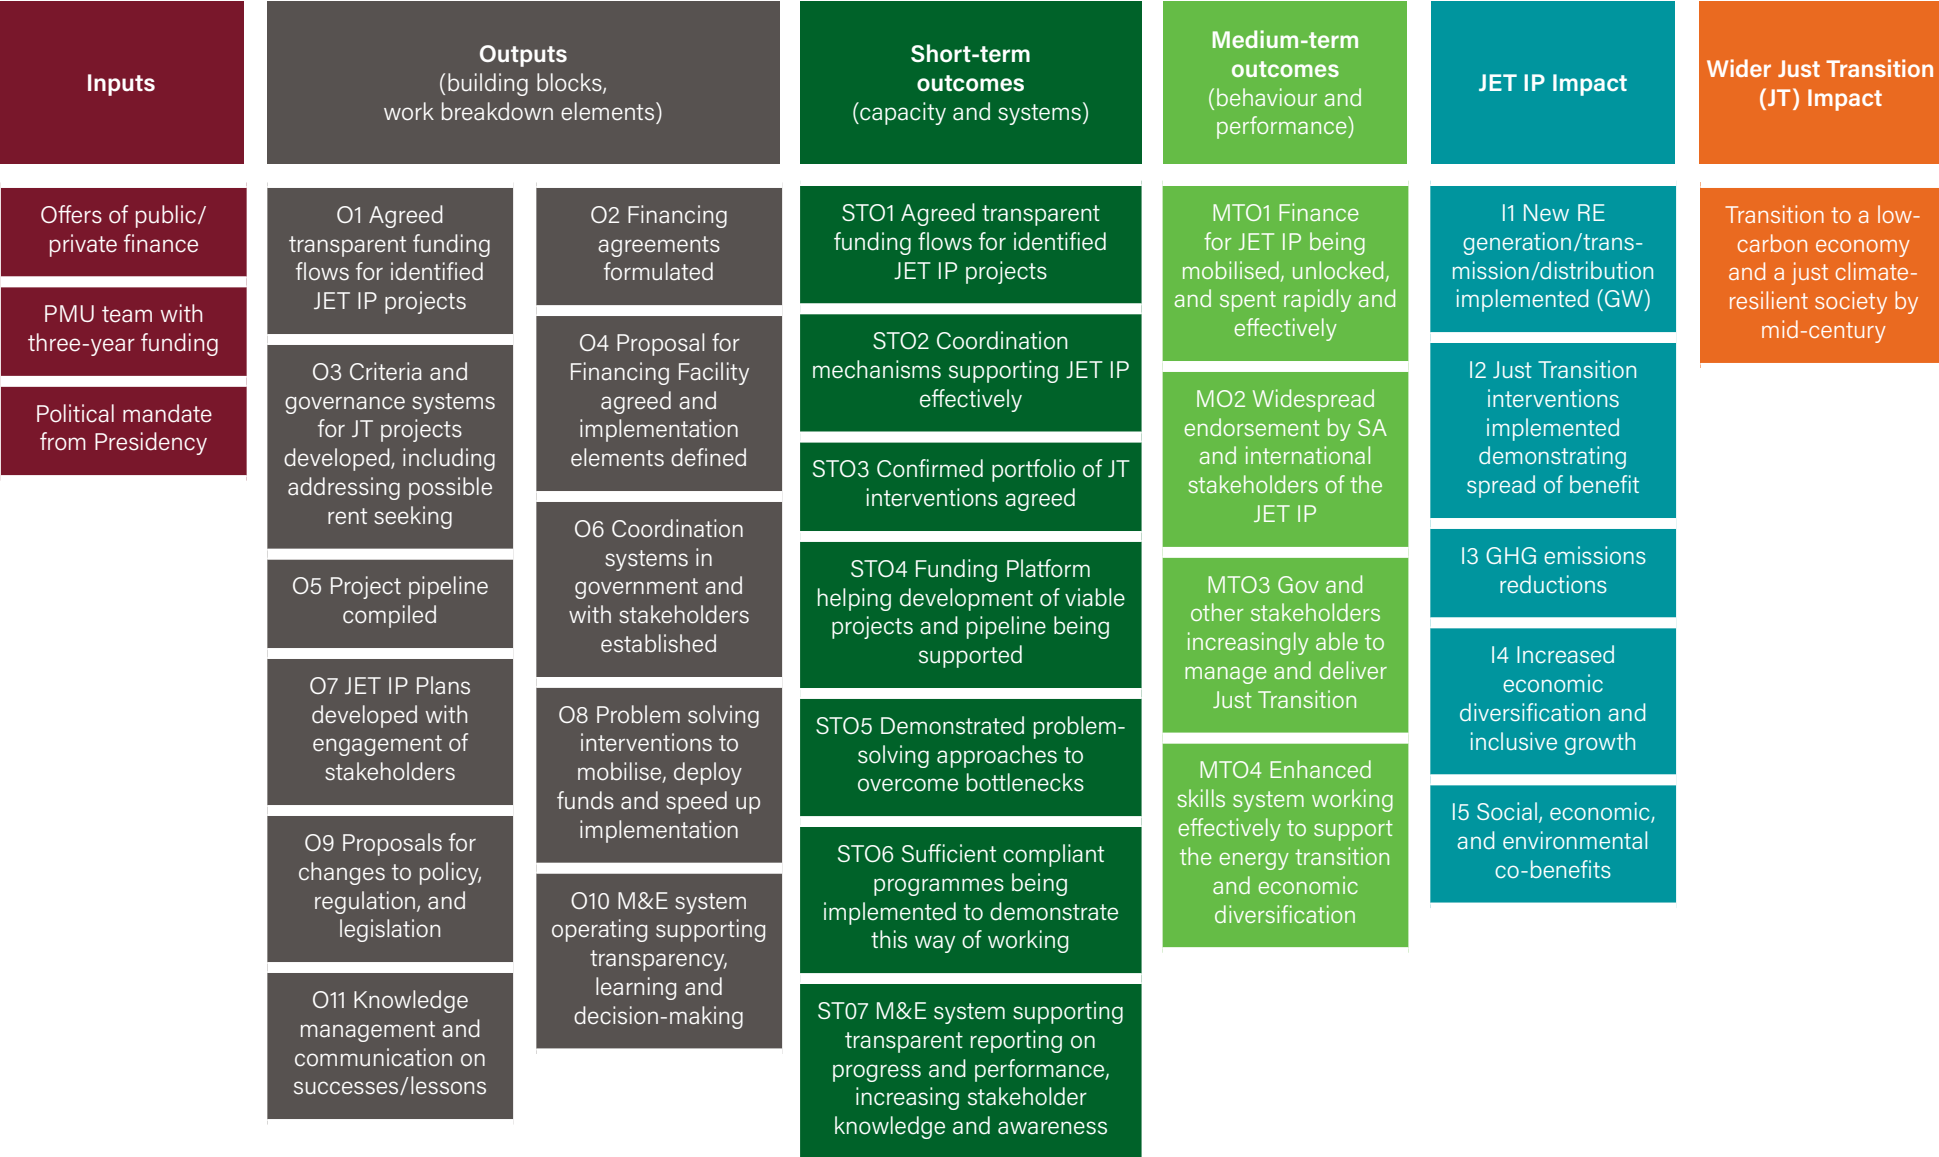 Inputs
Outputs
(building blocks,
work breakdown elements)
Short-term
outcomes
(capacity and systems)
Medium-term
outcomes
(behaviour and
performance)
JET IP Impact
Wider Just Transition
(JT) Impact
Offers of public/
private finance
PMU team with
three-year funding
Political mandate
from Presidency
O1 Agreed
transparent funding
flows for identified
JET IP projects
O3 Criteria and
governance systems
for JT projects
developed, including
addressing possible
rent seeking
O5 Project pipeline
compiled
O7 JET IP Plans
developed with
engagement of
stakeholders
O9 Proposals for
changes to policy,
regulation, and
legislation
O11 Knowledge
management and
communication on
successes/lessons
O2 Financing
agreements
formulated
O4 Proposal for
Financing Facility
agreed and
implementation
elements defined
O6 Coordination
systems in
government and
with stakeholders
established
O8 Problem solving
interventions to
mobilise, deploy
funds and speed up
implementation
O10 M&E system
operating supporting
transparency,
learning and
decision-making
STO1 Agreed transparent
funding flows for identified
JET IP projects
STO2 Coordination
mechanisms supporting JET IP
effectively
STO3 Confirmed portfolio of JT
interventions agreed
STO4 Funding Platform
helping development of viable
projects and pipeline being
supported
STO5 Demonstrated problem-
solving approaches to
overcome bottlenecks
STO6 Sufficient compliant
programmes being
implemented to demonstrate
this way of working
ST07 M&E system supporting
transparent reporting on
progress and performance,
increasing stakeholder
knowledge and awareness
MTO1 Finance
for JET IP being
mobilised, unlocked,
and spent rapidly and
effectively
MO2 Widespread
endorsement by SA
and international
stakeholders of the
JET IP
MTO3 Gov and
other stakeholders
increasingly able to
manage and deliver
Just Transition
MTO4 Enhanced
skills system working
effectively to support
the energy transition
and economic
diversification
I1 New RE
generation/trans-
mission/distribution
implemented (GW)
I2 Just Transition
interventions
implemented
demonstrating
spread of benefit
I3 GHG emissions
reductions
I4 Increased
economic
diversification and
inclusive growth
I5 Social, economic,
and environmental
co-benefits
Transition to a low-
carbon economy
and a just climate-
resilient society by
mid-century